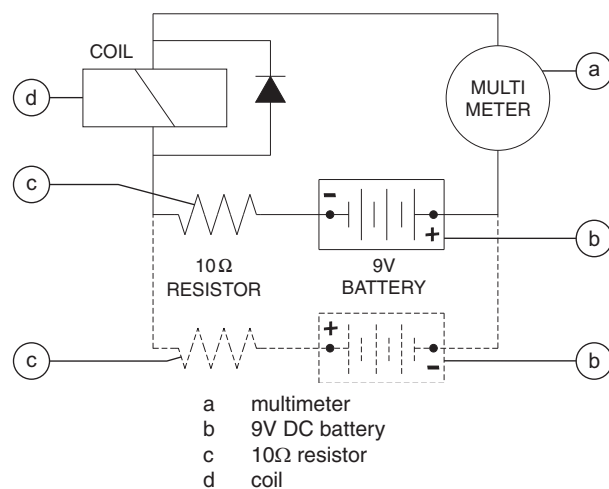 COIL
d
MULTI
METER
a
c
-
+
b
10Ω
RESISTOR
9V
BATTERY
+
-
c
b
a multimeter
b 9V DC battery
c 10Ω resistor
d coil